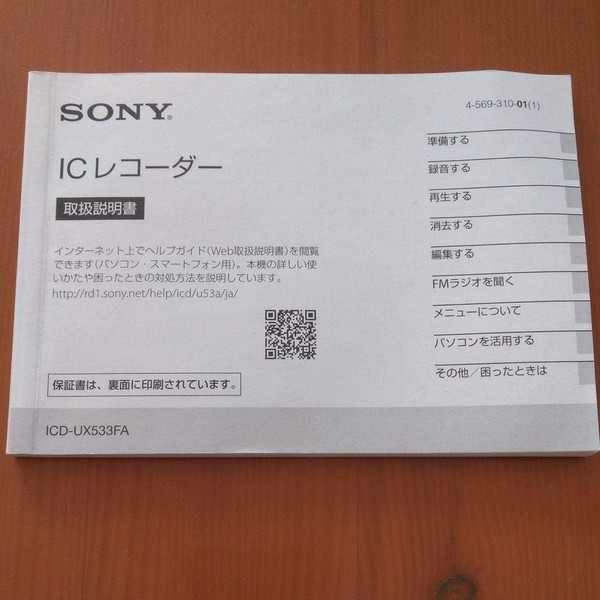 SONY®
4-569-310-01(1)
ICレコーダー
取扱説明書
インターネット上でヘルプガイド(Web取扱説明書)を閲覧
できます(パソコン・スマートフォン用)。本機の詳しい使
いかたや困ったときの対処方法を説明しています。
http://rd1.sony.net/help/icd/u53a/ja/
保証書は、裏面に印刷されています。
ICD-UX533FA
準備する
録音する
再生する
消去する
編集する
FMラジオを聞く
メニューについて
パソコンを活用する
その他/困ったときは